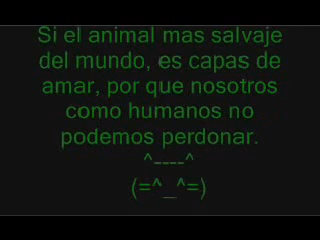 Si el animal mas salvaje
del mundo, es capas de
amar, por que nosotros
como humanos no
podemos perdonar.
^----^
(=^_^=)